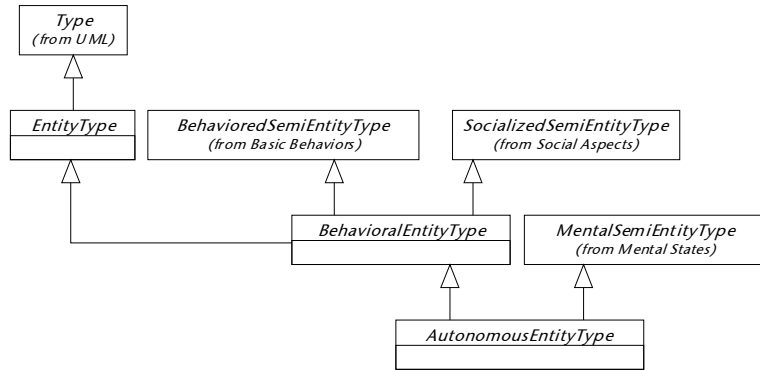 Type
(from UML)
EntityType
BehavioredSemiEntityType
(from Basic Behaviors)
SocializedSemiEntityType
(from Social Aspects)
BehavioralEntityType
MentalSemiEntityType
(from Mental States)
AutonomousEntityType